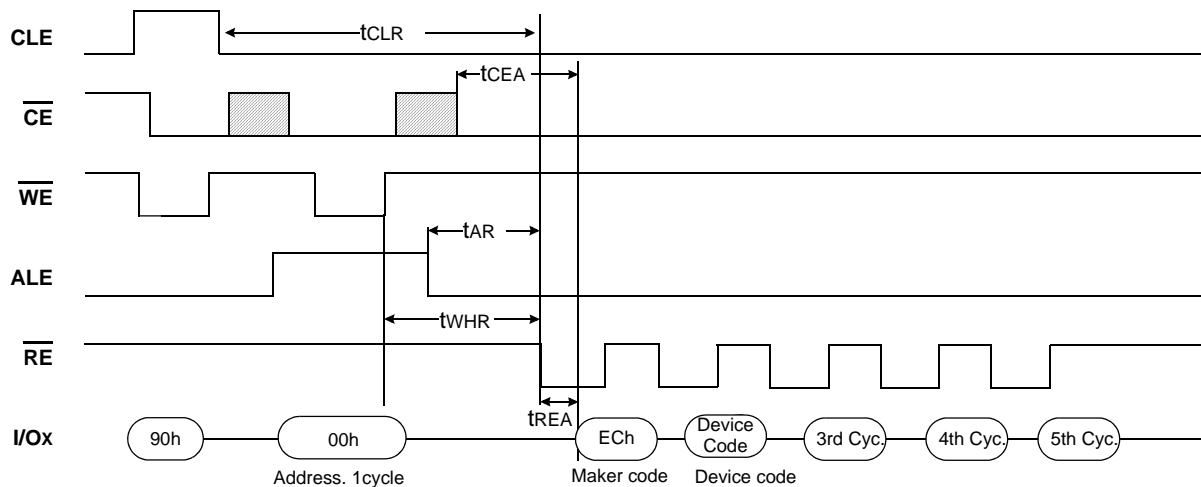 CLE
tCLR
tCEA
CE
WE
tAR
ALE
tWHR
RE
tREA
I/Ox
90h
00h
ECh
Device
Code
3rd Cyc.
4th Cyc.
5th Cyc.
Address. 1cycle
Maker code
Device code